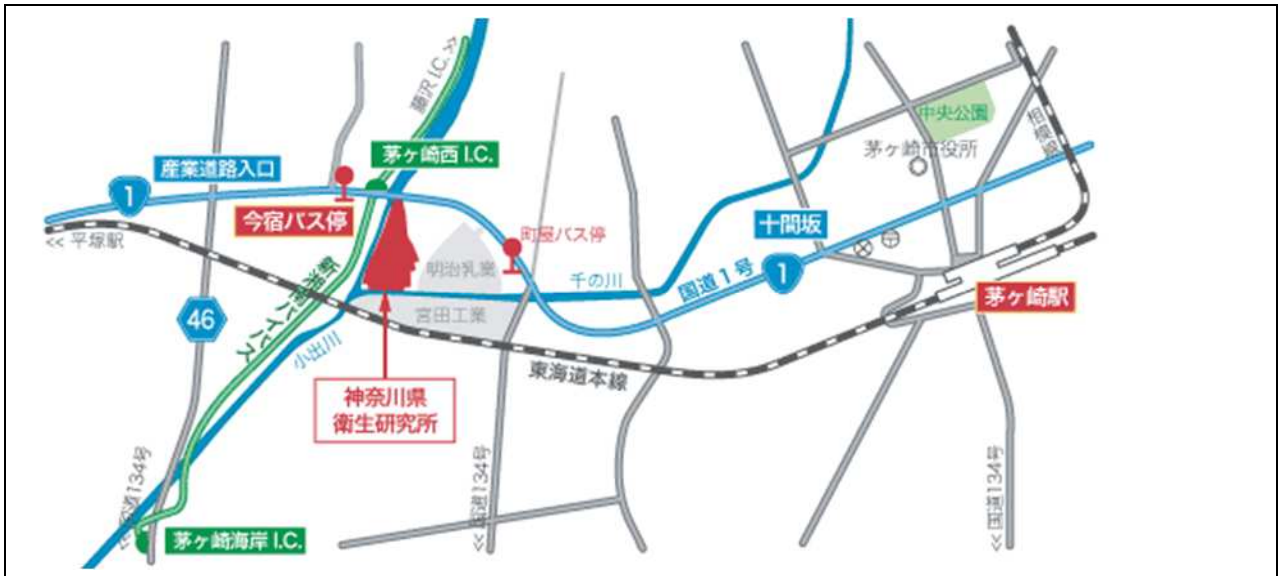 藤沢 I.C. >>
中央公園
相模線
茅ヶ崎市役所
茅ヶ崎西 I.C.
産業道路入口
1
今宿バス停
町屋バス停
十間坂
<< 平塚駅
明治乳業
千の川
国道1号
1
茅ヶ崎駅
新湘南バイパス
46
宮田工業
小出川
東海道本線
神奈川県
衛生研究所
<< 国道134号
<< 国道134号
<< 国道134号
茅ヶ崎海岸 I.C.